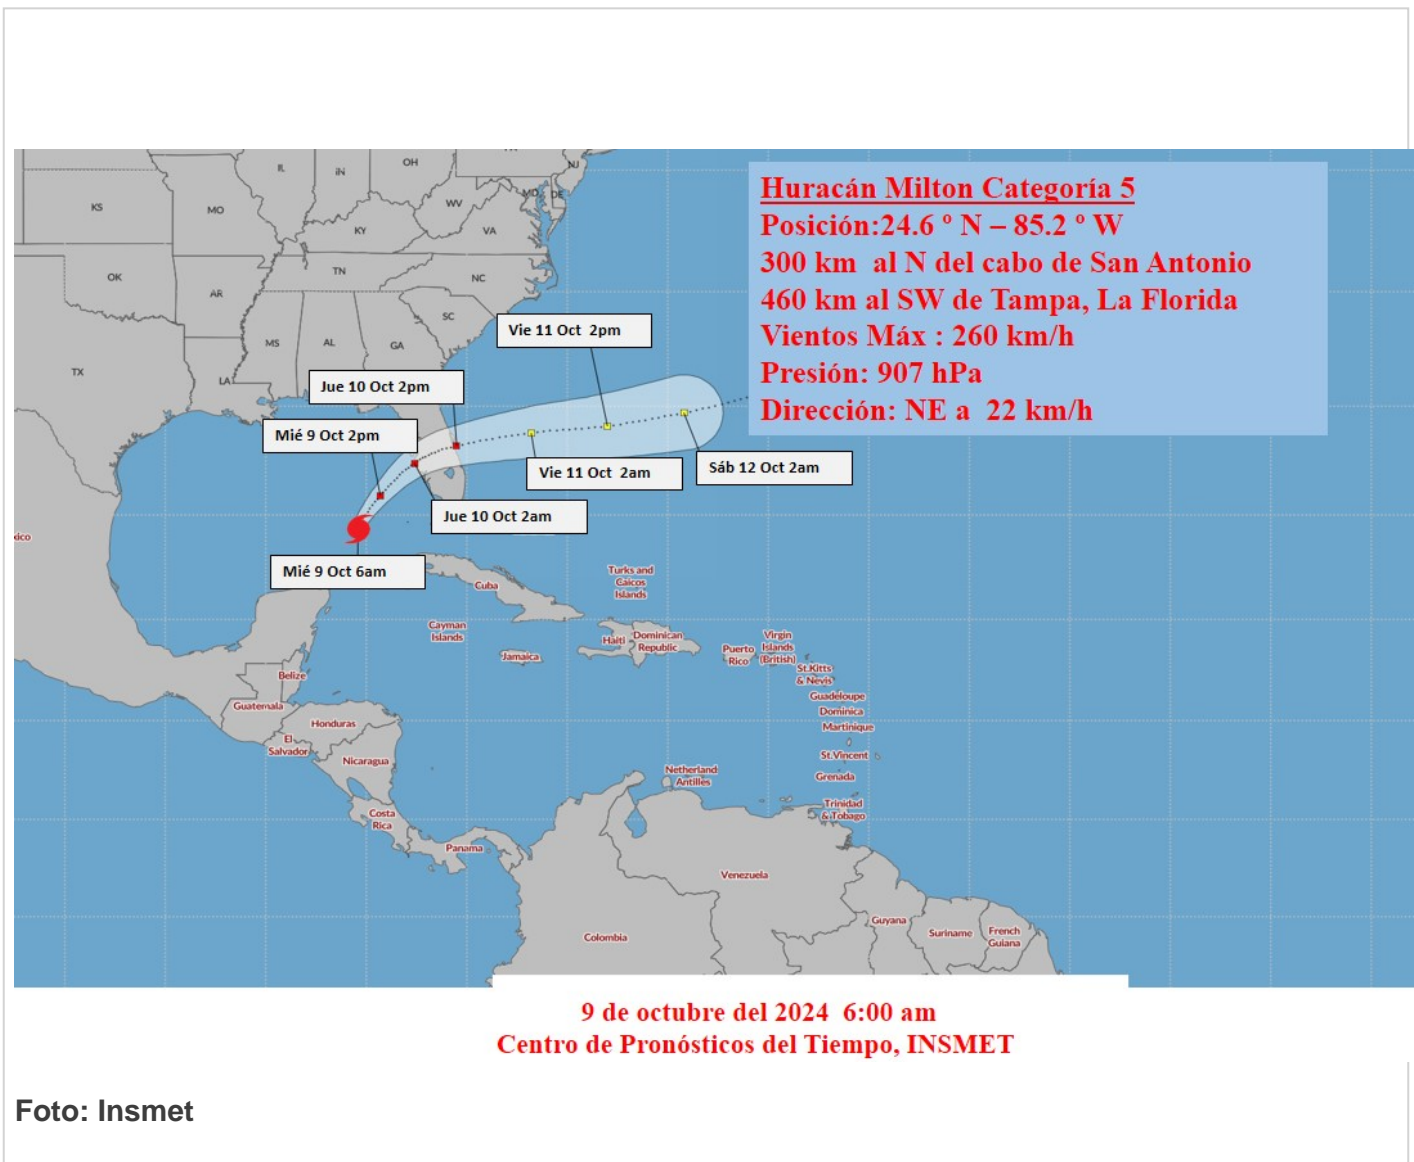 IL
IN
OH
NJ
MD
DE
KS
MO
WV
KY
VA
OK
TN
NC
AR
SC
MS
AL
GA
TX
LA
Huracán Milton Categoría 5
Posición:24.6 º N – 85.2 º W
300 km al N del cabo de San Antonio
460 km al SW de Tampa, La Florida
Vientos Máx : 260 km/h
Presión: 907 hPa
Dirección: NE a 22 km/h
Vie 11 Oct 2pm
Jue 10 Oct 2pm
Mié 9 Oct 2pm
Vie 11 Oct 2am
Sáb 12 Oct 2am
Jue 10 Oct 2am
Mié 9 Oct 6am
Cuba
Turks and
Caicos
Islands
Cayman
Islands
Jamaica
Haiti
Dominican
Republic
Puerto
Rico
Virgin
Islands
(British)
St.Kitts
& Nevis
Guadeloupe
Dominica
Martinique
St.Vincent
Grenada
Trinidad
& Tobago
Netherland
Antilles
Belize
Guatemala
Honduras
El
Salvador
Nicaragua
Costa
Rica
Panama
Venezuela
Colombia
Guyana
Suriname
French
Guiana
9 de octubre del 2024 6:00 am
Centro de Pronósticos del Tiempo, INSMET
Foto: Insmet